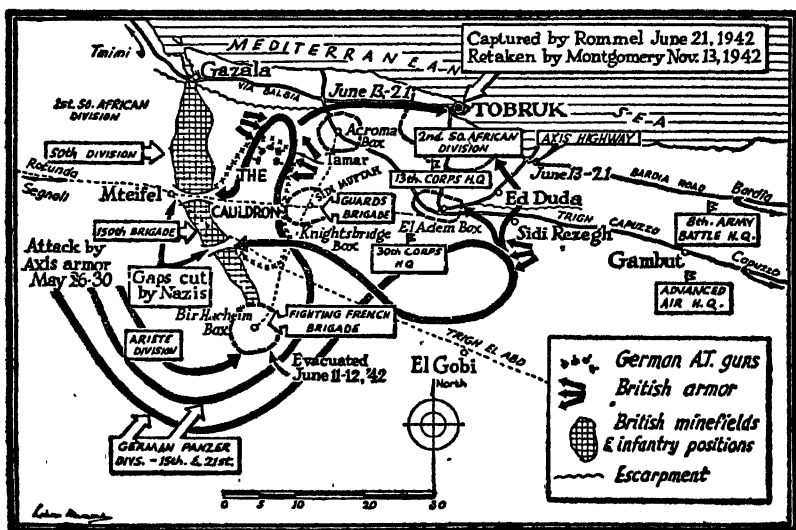 Captured by Rommel June 21, 1942
Retaken by Montgomery Nov. 13, 1942
MEDITERRANEAN
SEA
Tmimi
Gazala
VIA BALBIA
June 13-21
TOBRUK
2st. SO. AFRICAN
DIVISION
50th DIVISION
Acroma
Box
2nd. SO. AFRICAN
DIVISION
AXIS HIGHWAY
THE
CAULDRON
Tamar
SIDI MUFTAR
13th. CORPS H.Q.
June 13-21
BARDIA ROAD
Bardia
Rotunda
Segnali
Mteifel
GUARDS
BRIGADE
Ed Duda
150th BRIGADE
Knightsbridge
Box
El Adem Box
Sidi Rezegh
TRIGH
CAPUZZO
8th. ARMY
BATTLE H.Q.
Attack by
Axis armor
May 26-30
30th CORPS
HQ
Gambut
Capuzzo
Gaps cut
by Nazis
ADVANCED
AIR H.Q.
Bir Hacheim
Box
FIGHTING FRENCH
BRIGADE
ARIETE
DIVISION
TRIGH EL ABD
Evacuated
June 11-12, '42
El Gobi
North
GERMAN PANZER
DIVS. - 15th. & 21st.
German A.T. guns
British armor
British minefields
& infantry positions
Escarpment
0 5 10 20 30